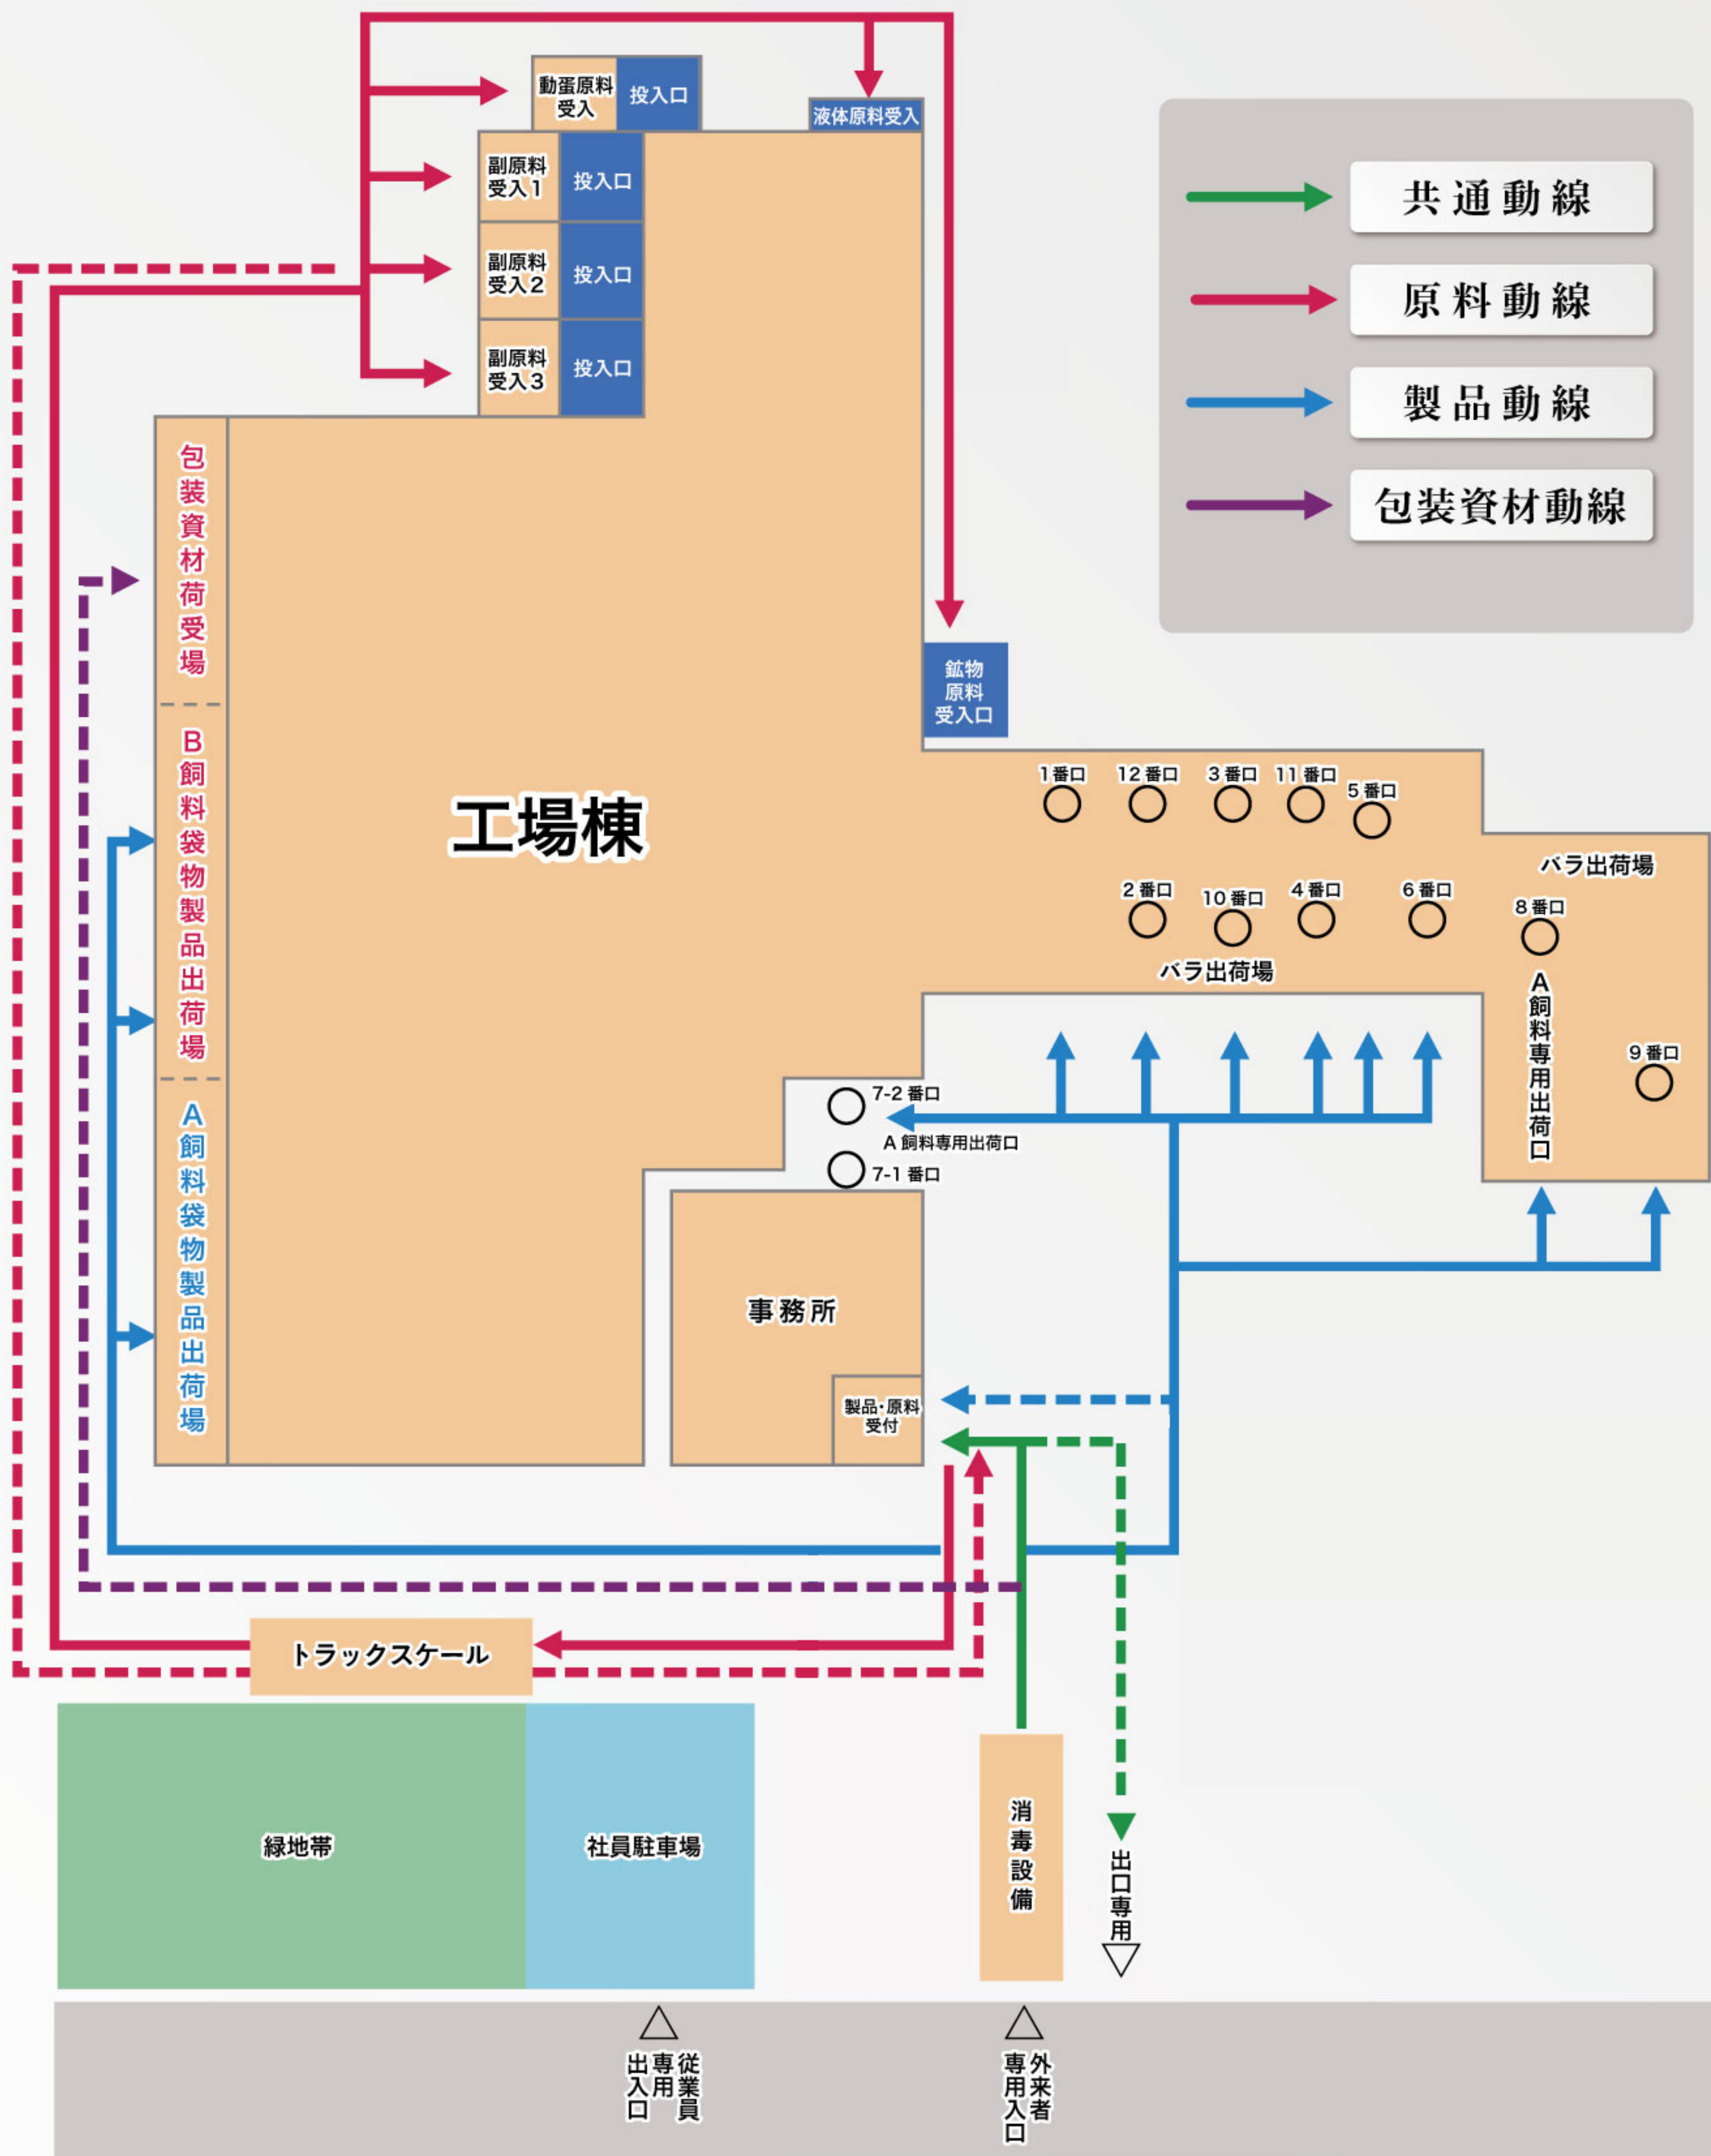 動蛋原料
受入
投入口
液体原料受入
副原料
受入1
投入口
副原料
受入2
投入口
副原料
受入3
投入口
共通動線
原料動線
製品動線
包装資材動線
包装資材荷受場
B飼料袋物製品出荷場
A飼料袋物製品出荷場
工場棟
鉱物
原料
受入口
1番口
12番口
3番口
11番口
5番口
2番口
10番口
4番口
6番口
バラ出荷場
バラ出荷場
8番口
A飼料専用出荷口
9番口
7-2番口
A飼料専用出荷口
7-1番口
事務所
製品・原料
受付
トラックスケール
緑地帯
社員駐車場
消毒設備
出口専用
従業員
専用
出入口
外来者
専用入口